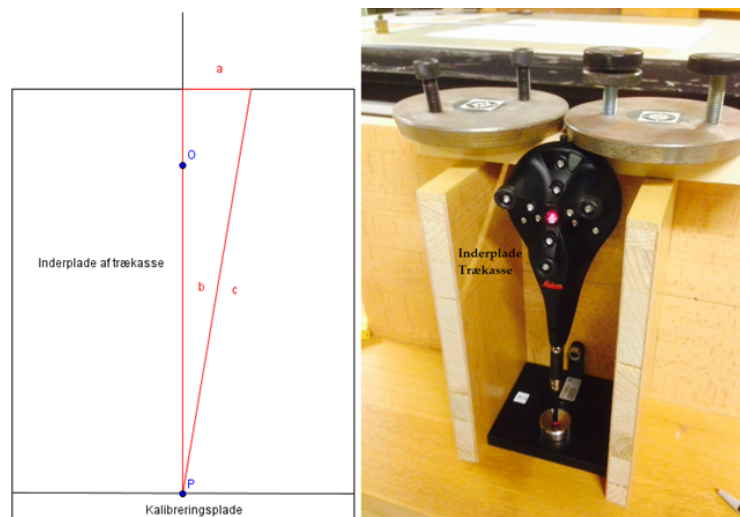 a
O
Inderplade af trækasse
b
c
P
Kalibreringsplade
Inderplade
Trækasse
Leica